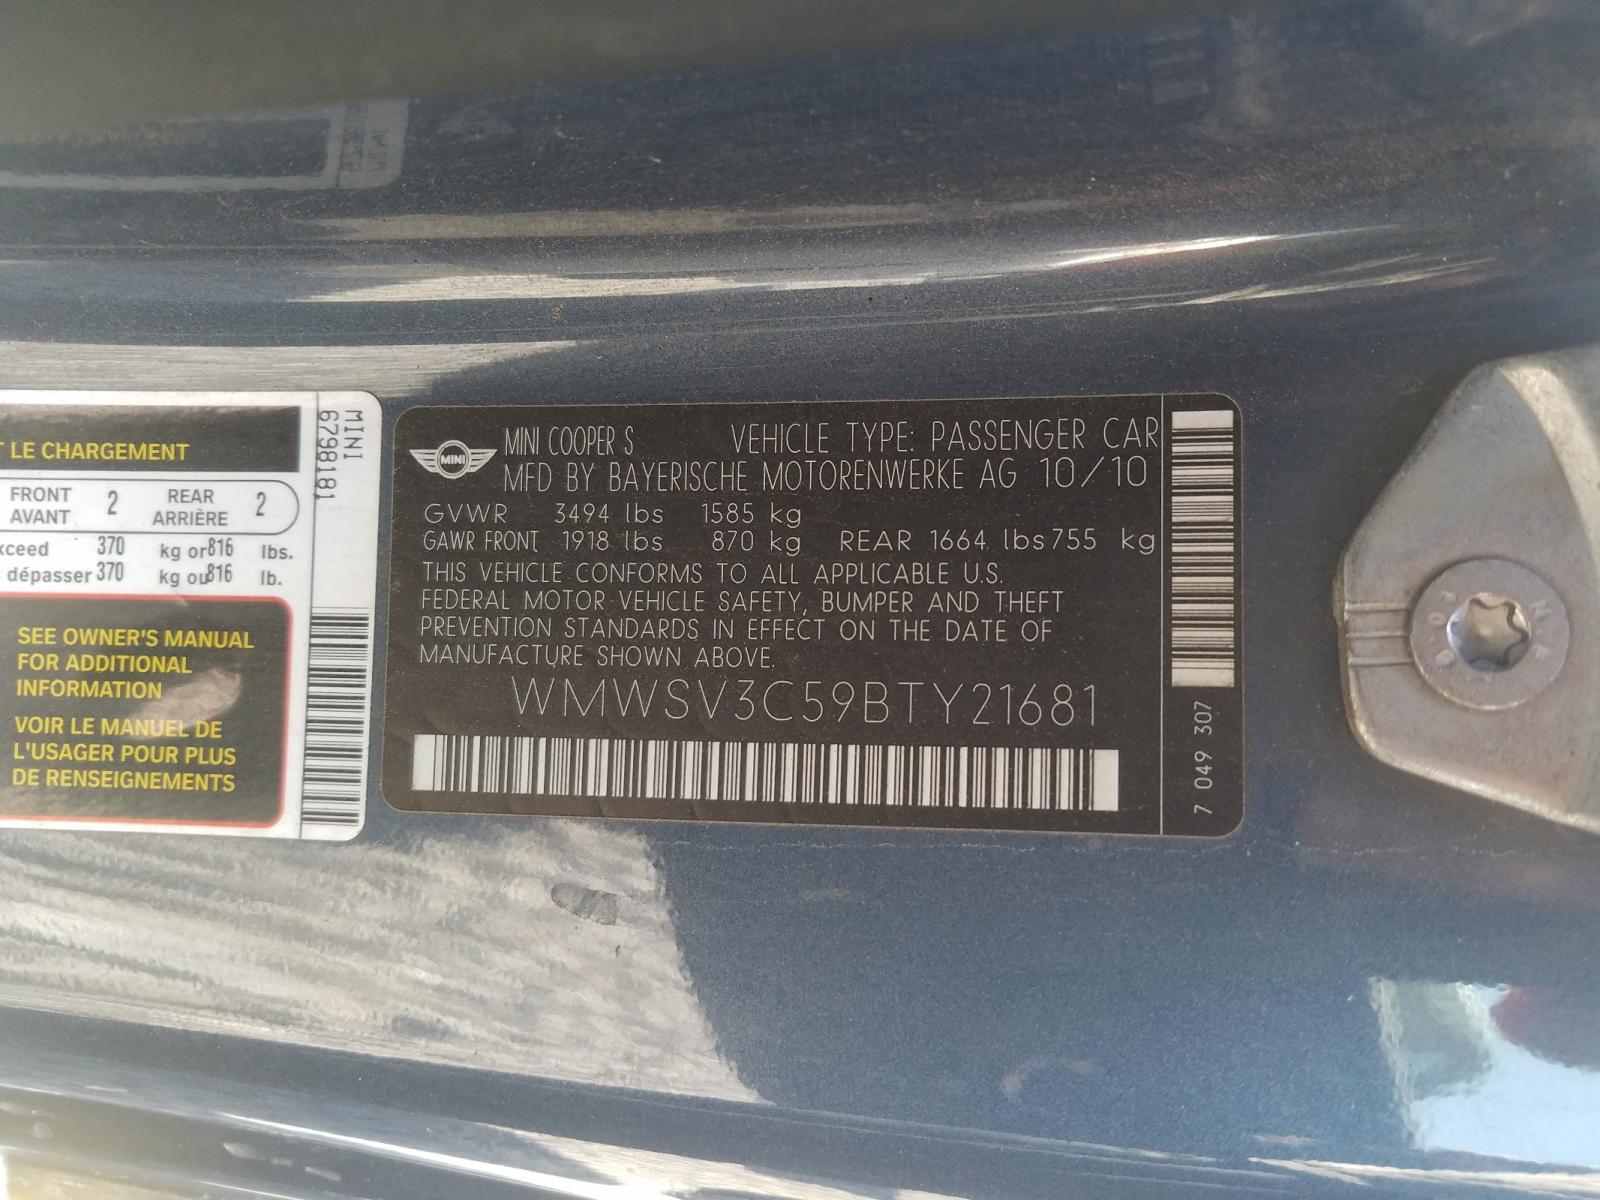 T LE CHARGEMENT
FRONT 2 REAR 2
AVANT ARRIÈRE
xceed 370 kg or 816 lbs.
s dépasser 370 kg ou 816 lb.
SEE OWNER'S MANUAL
FOR ADDITIONAL
INFORMATION
VOIR LE MANUEL DE
L'USAGER POUR PLUS
DE RENSEIGNEMENTS
MINI
6798181
MINI
MINI COOPER S VEHICLE TYPE: PASSENGER CAR
MFD BY BAYERISCHE MOTORENWERKE AG 10/10
GVWR 3494 lbs 1585 kg
GAWR FRONT 1918 lbs 870 kg REAR 1664 lbs 755 kg
THIS VEHICLE CONFORMS TO ALL APPLICABLE U.S.
FEDERAL MOTOR VEHICLE SAFETY, BUMPER AND THEFT
PREVENTION STANDARDS IN EFFECT ON THE DATE OF
MANUFACTURE SHOWN ABOVE.
WMWSV3C59BTY21681
7 049 307